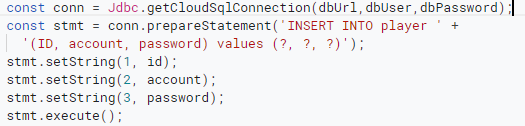 const conn = Jdbc.getCloudSqlConnection(dbUrl,dbUser,dbPassword);
const stmt = conn.prepareStatement('INSERT INTO player ' +
'(ID, account, password) values (?, ?, ?)');
stmt.setString(1, id);
stmt.setString(2, account);
stmt.setString(3, password);
stmt.execute();